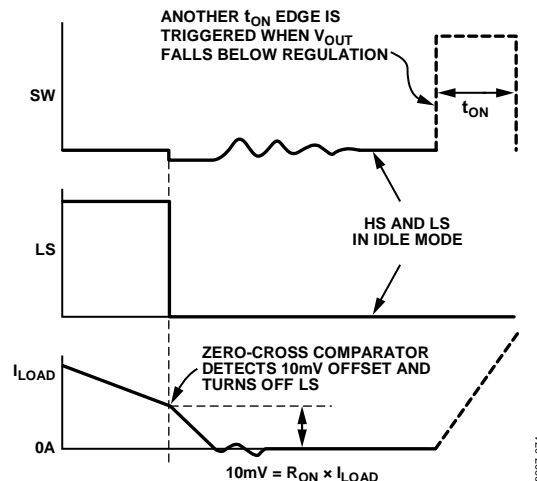 ANOTHER tON EDGE IS
TRIGGERED WHEN VOUT
FALLS BELOW REGULATION
SW
tON
HS AND LS
IN IDLE MODE
LS
ZERO-CROSS COMPARATOR
DETECTS 10mV OFFSET AND
TURNS OFF LS
ILOAD
0A
10mV = RON × ILOAD